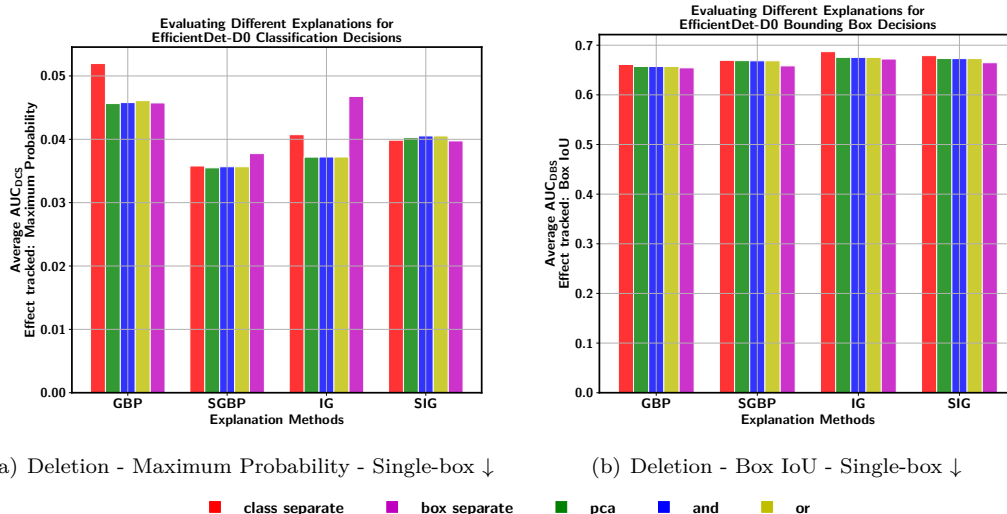 Evaluating Different Explanations for
EfficientDet-D0 Classification Decisions
Average AUC_DCS
Effect tracked: Maximum Probability
0.05
0.04
0.03
0.02
0.01
0.00
GBP SGBP IG SIG
Explanation Methods
a) Deletion - Maximum Probability - Single-box ↓
Evaluating Different Explanations for
EfficientDet-D0 Bounding Box Decisions
Average AUC_DBS
Effect tracked: Box IoU
0.7
0.6
0.5
0.4
0.3
0.2
0.1
0.0
GBP SGBP IG SIG
Explanation Methods
(b) Deletion - Box IoU - Single-box ↓
class separate box separate pca and or